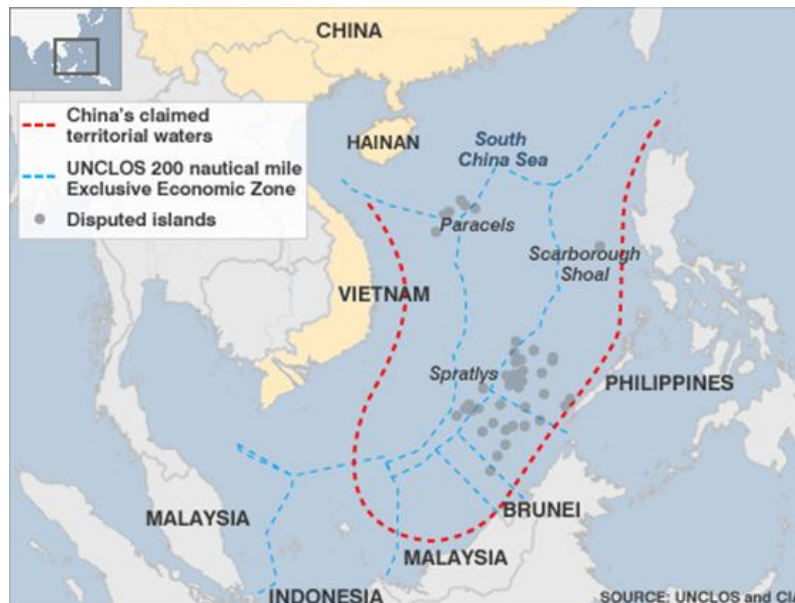 CHINA
China's claimed
territorial waters
UNCLOS 200 nautical mile
Exclusive Economic Zone
Disputed islands
HAINAN
South
China Sea
Paracels
Scarborough
Shoal
VIETNAM
Spratlys
PHILIPPINES
MALAYSIA
BRUNEI
MALAYSIA
INDONESIA
SOURCE: UNCLOS and CIA